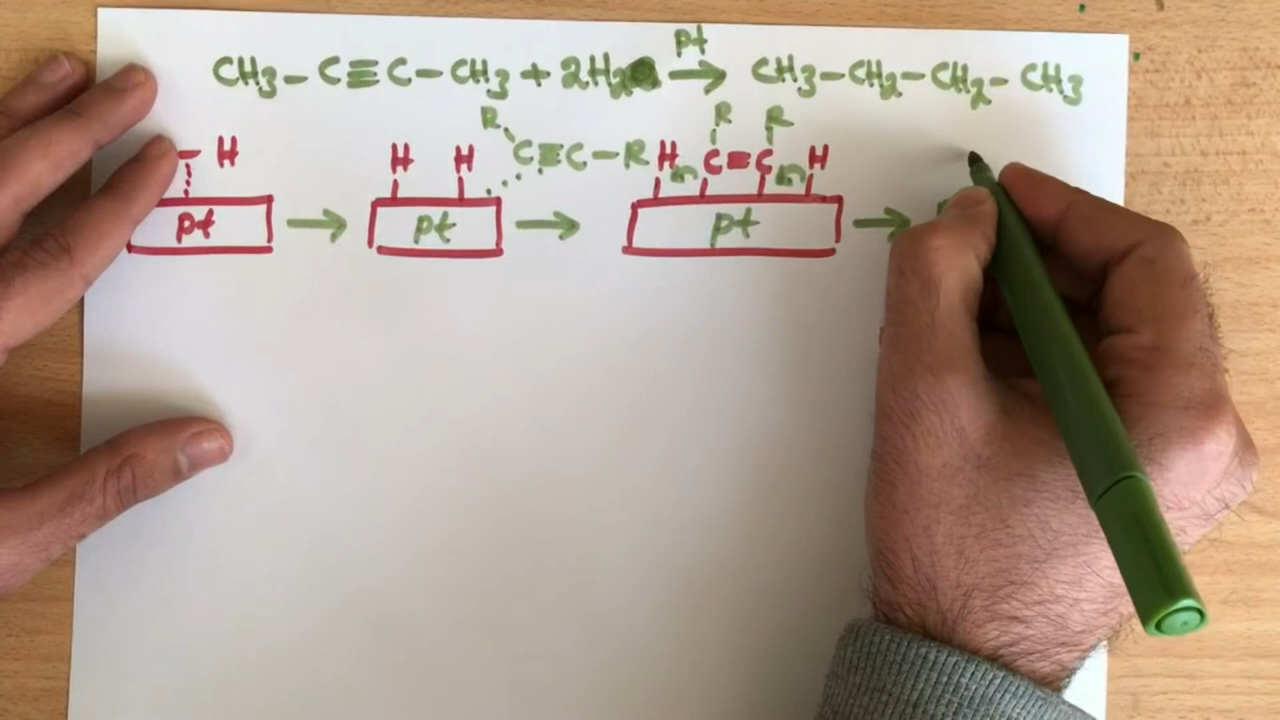 CH3-C≡C-CH3+2H2 pt→ CH3-CH2-CH2-CH3
R R R
- H H H C≡C-R H C≡C H
pt → pt → pt →